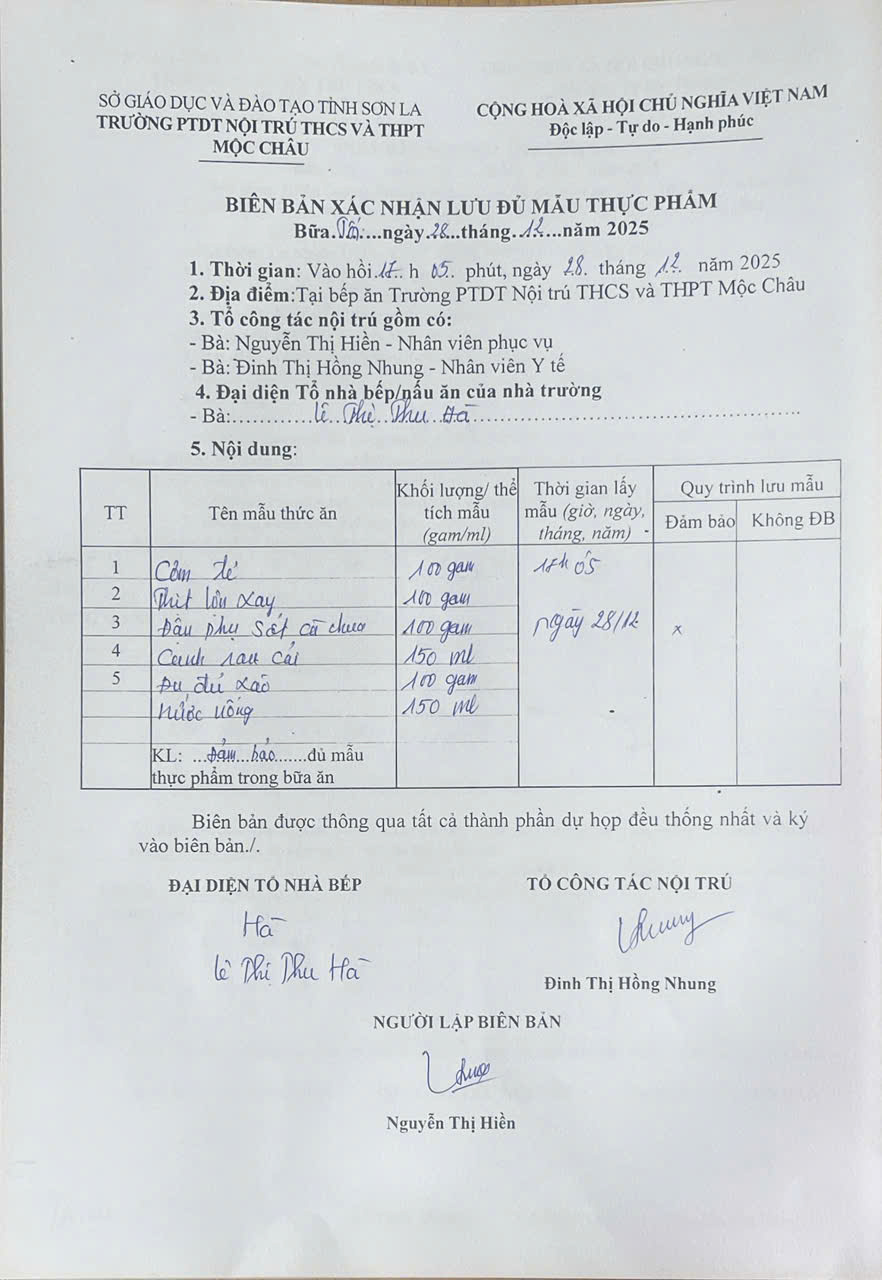 SỞ GIÁO DỤC VÀ ĐÀO TẠO TỈNH SƠN LA
TRƯỜNG PTDT NỘI TRÚ THCS VÀ THPT
MỘC CHÂU
CỘNG HOÀ XÃ HỘI CHỦ NGHĨA VIỆT NAM
Độc lập - Tự do - Hạnh phúc
BIÊN BẢN XÁC NHẬN LƯU ĐỦ MẪU THỰC PHẨM
Bữa.Tối....ngày.28...tháng.12....năm 2025
1. Thời gian: Vào hồi.17.. h 05. phút, ngày 28. tháng 12. năm 2025
2. Địa điểm:Tại bếp ăn Trường PTDT Nội trú THCS và THPT Mộc Châu
3. Tổ công tác nội trú gồm có:
- Bà: Nguyễn Thị Hiền - Nhân viên phục vụ
- Bà: Đinh Thị Hồng Nhung - Nhân viên Y tế
4. Đại diện Tổ nhà bếp/nấu ăn của nhà trường
- Bà:............Lê Thị Thu Hà................................................
5. Nội dung:
TT Tên mẫu thức ăn Khối lượng/ thể tích mẫu (gam/ml) Thời gian lấy mẫu (giờ, ngày, tháng, năm) Quy trình lưu mẫu
Đảm bảo Không ĐB
1 Cơm tẻ 100 gam 17h 05
2 Thịt lợn xay 100 gam
3 Đậu phụ sốt cà chua 100 gam ngày 28/12 x
4 Canh rau cải 150 ml
5 Đu đủ xào 100 gam
Nước uống 150 ml
KL: ...Đảm...bảo.......đủ mẫu
thực phẩm trong bữa ăn
Biên bản được thông qua tất cả thành phần dự họp đều thống nhất và ký
vào biên bản./.
ĐẠI DIỆN TỔ NHÀ BẾP
TỔ CÔNG TÁC NỘI TRÚ
Hà
Nhung
Lê Thị Thu Hà
Đinh Thị Hồng Nhung
NGƯỜI LẬP BIÊN BẢN
Nguyễn Thị Hiền